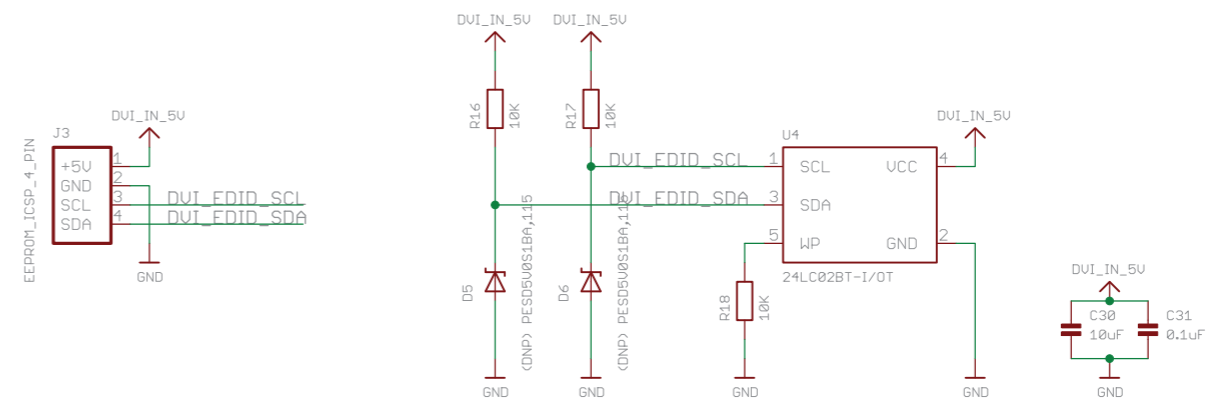 DVI_IN_5V
J3
EEPROM_ICSP_4_PIN
+5V 1
GND 2
SCL 3 DVI_EDID_SCL
SDA 4 DVI_EDID_SDA
GND
DVI_IN_5V DVI_IN_5V
R16 10K
R17 10K
DVI_EDID_SCL
DVI_EDID_SDA
D5 (DNP) PESD5V0S1BA,115
D6 (DNP) PESD5V0S1BA,115
GND GND
U4
1 SCL VCC 4
3 SDA
5 WP GND 2
24LC02BT-I/OT
DVI_IN_5V
R18 10K
GND GND
DVI_IN_5V
C30 C31
10uF 0.1uF
GND